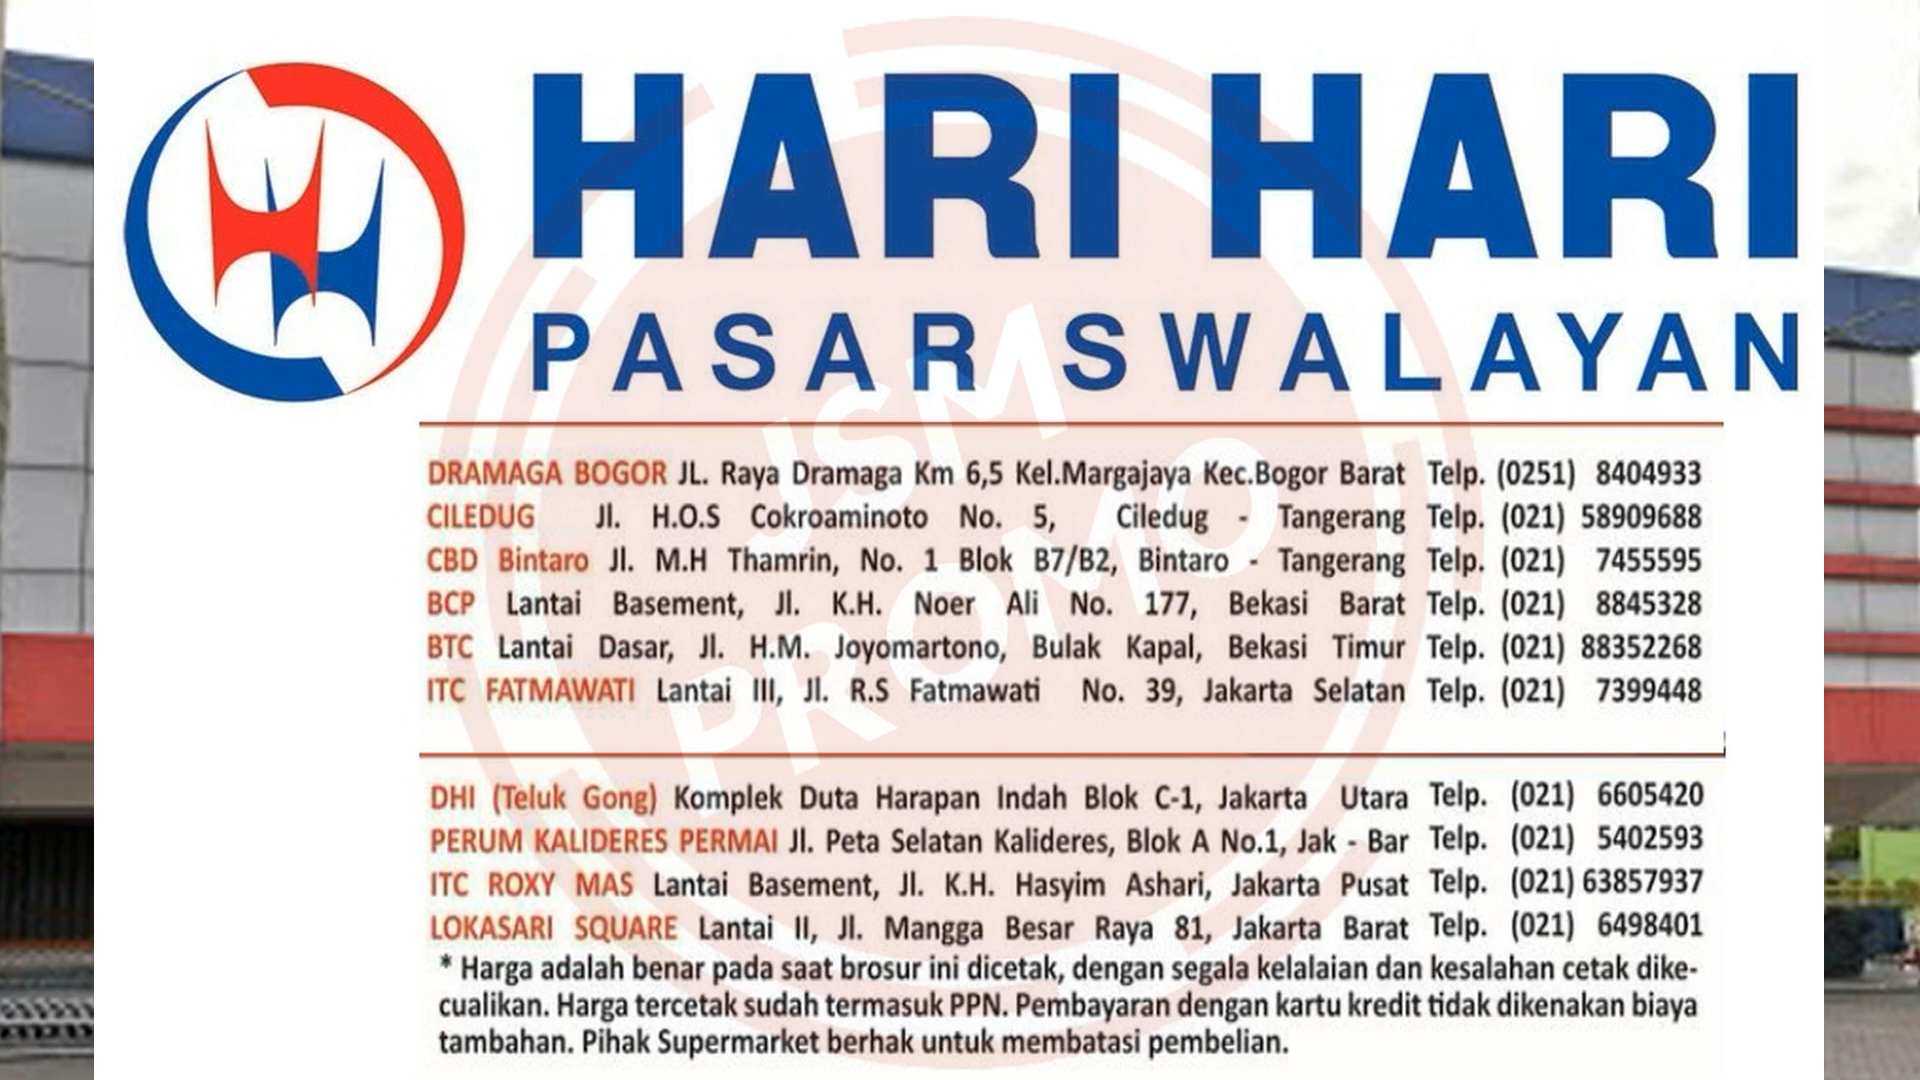 HARI HARI
PASAR SWALAYAN
DRAMAGA BOGOR JL. Raya Dramaga Km 6,5 Kel.Margajaya Kec.Bogor Barat Telp. (0251) 8404933
CILEDUG Jl. H.O.S Cokroaminoto No. 5, Ciledug - Tangerang Telp. (021) 58909688
CBD Bintaro Jl. M.H Thamrin, No. 1 Blok B7/B2, Bintaro - Tangerang Telp. (021) 7455595
BCP Lantai Basement, Jl. K.H. Noer Ali No. 177, Bekasi Barat Telp. (021) 8845328
BTC Lantai Dasar, Jl. H.M. Joyomartono, Bulak Kapal, Bekasi Timur Telp. (021) 88352268
ITC FATMAWATI Lantai III, Jl. R.S Fatmawati No. 39, Jakarta Selatan Telp. (021) 7399448
JSM
PROMO
DHI (Teluk Gong) Komplek Duta Harapan Indah Blok C-1, Jakarta Utara Telp. (021) 6605420
PERUM KALIDERES PERMAI Jl. Peta Selatan Kalideres, Blok A No.1, Jak - Bar Telp. (021) 5402593
ITC ROXY MAS Lantai Basement, Jl. K.H. Hasyim Ashari, Jakarta Pusat Telp. (021) 63857937
LOKASARI SQUARE Lantai II, Jl. Mangga Besar Raya 81, Jakarta Barat Telp. (021) 6498401
* Harga adalah benar pada saat brosur ini dicetak, dengan segala kelalaian dan kesalahan cetak dike-
cualikan. Harga tercetak sudah termasuk PPN. Pembayaran dengan kartu kredit tidak dikenakan biaya
tambahan. Pihak Supermarket berhak untuk membatasi pembelian.